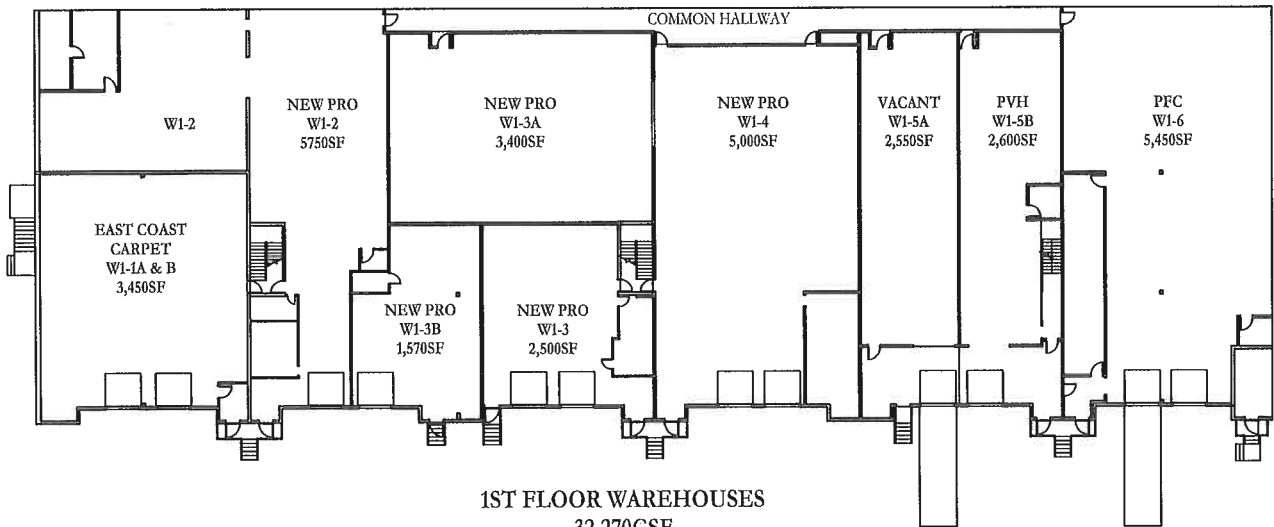 COMMON HALLWAY
W1-2
NEW PRO
W1-2
5750SF
NEW PRO
W1-3A
3,400SF
NEW PRO
W1-4
5,000SF
VACANT
W1-5A
2,550SF
PVH
W1-5B
2,600SF
PFC
W1-6
5,450SF
EAST COAST
CARPET
W1-1A & B
3,450SF
NEW PRO
W1-3B
1,570SF
NEW PRO
W1-3
2,500SF
1ST FLOOR WAREHOUSES
32,270GSF